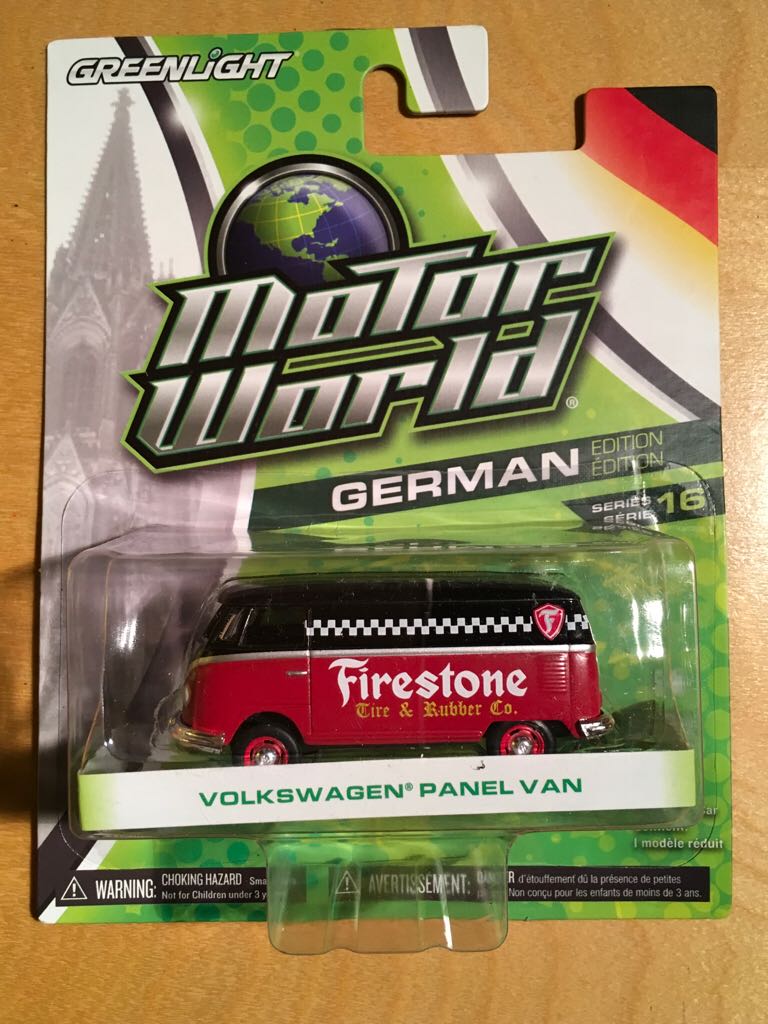 GREENLiGHT
MoTor
World®
GERMAN EDITION
ÉDITION
SERIES 16
SÉRIE
F
Firestone
Tire & Rubber Co.
VOLKSWAGEN® PANEL VAN
1 modèle réduit
WARNING: CHOKING HAZARD
Not for Children under 3
AVERTISSEMENT:
d'étouffement dû la présence de petites
Non conçu pour les enfants de moins de 3 ans.